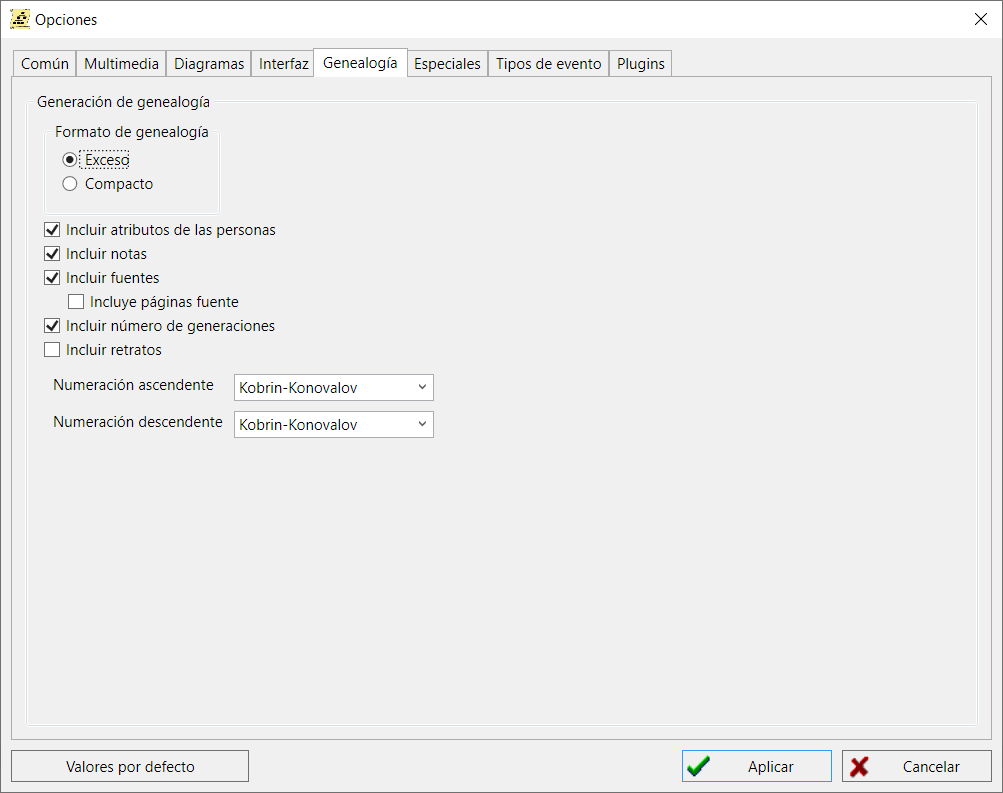 Opciones
Común Multimedia Diagramas Interfaz Genealogía Especiales Tipos de evento Plugins
Generación de genealogía
Formato de genealogía
Exceso
Compacto
Incluir atributos de las personas
Incluir notas
Incluir fuentes
Incluye páginas fuente
Incluir número de generaciones
Incluir retratos
Numeración ascendente Kobrin-Konovalov
Numeración descendente Kobrin-Konovalov
Valores por defecto Aplicar Cancelar